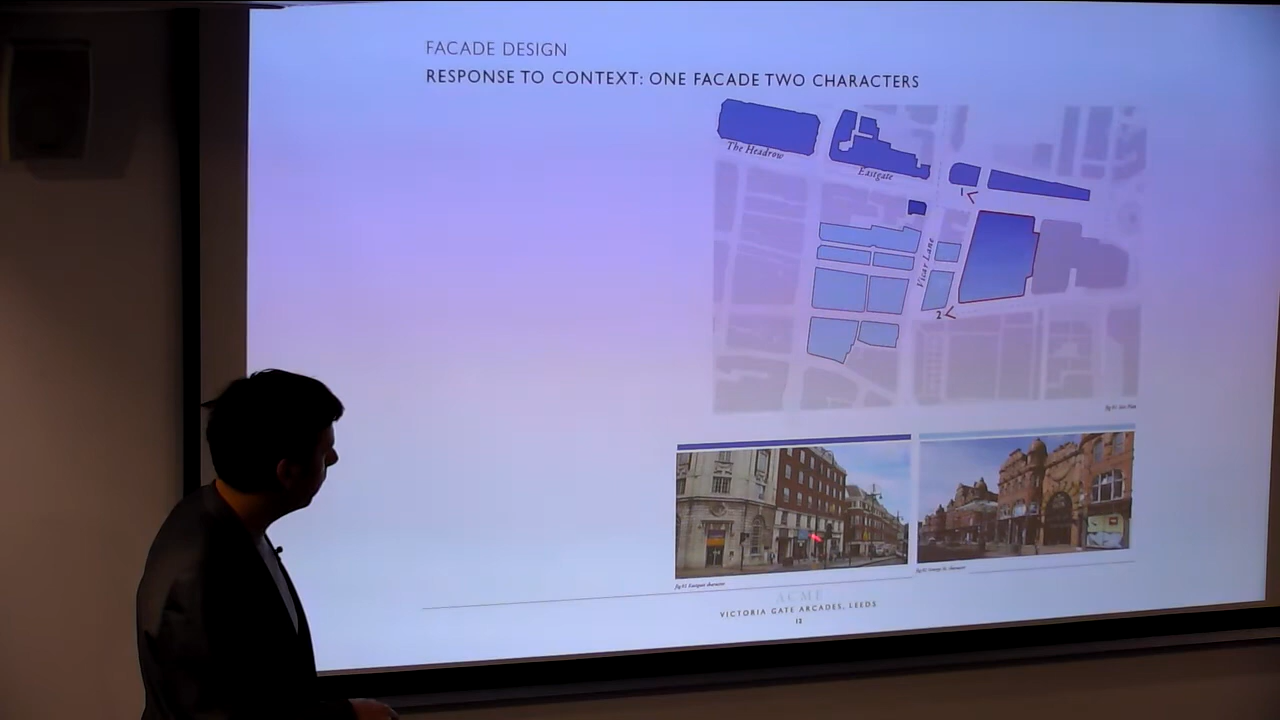 FACADE DESIGN
RESPONSE TO CONTEXT: ONE FACADE TWO CHARACTERS
The Headrow
Eastgate
1
Vicar Lane
2
ACME
VICTORIA GATE ARCADES, LEEDS
12